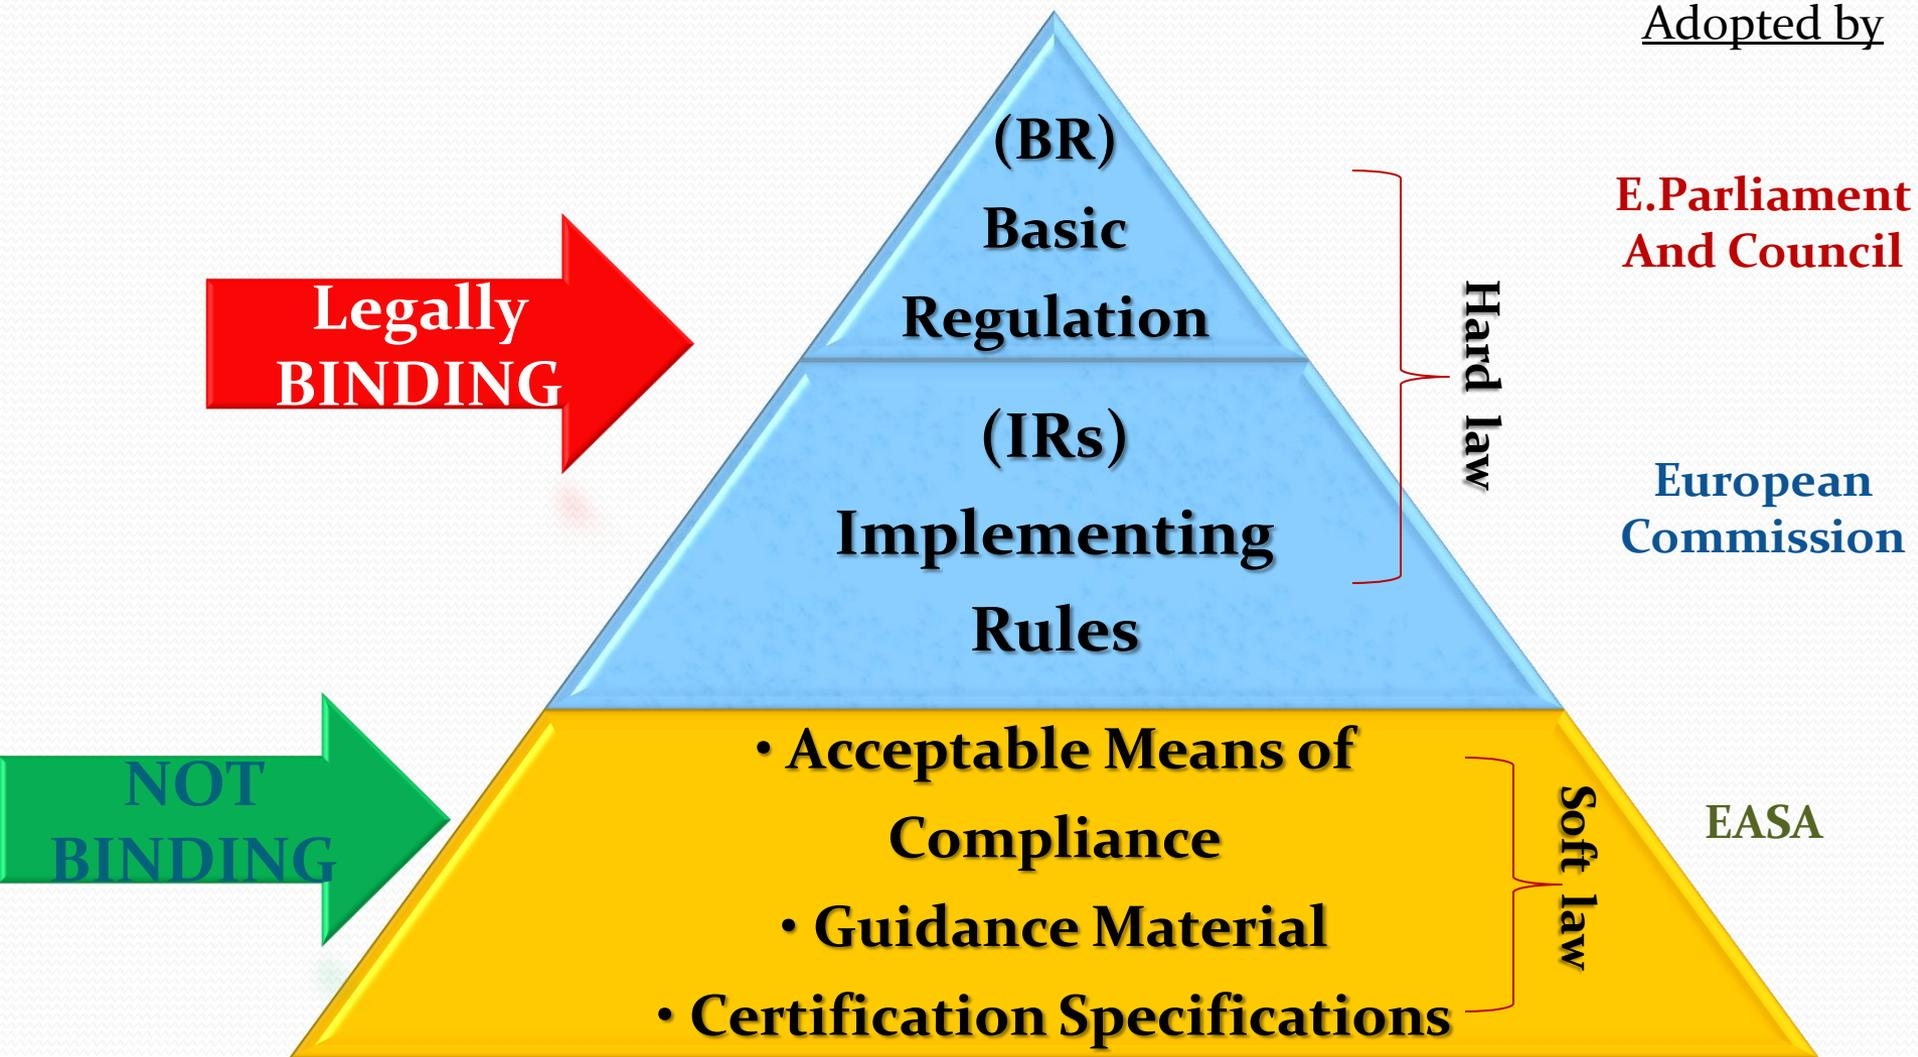 Adopted by
(BR)
Basic
Regulation
E.Parliament
And Council
Legally
BINDING
Hard law
(IRs)
Implementing
Rules
European
Commission
NOT
BINDING
• Acceptable Means of
Compliance
• Guidance Material
• Certification Specifications
Soft law
EASA